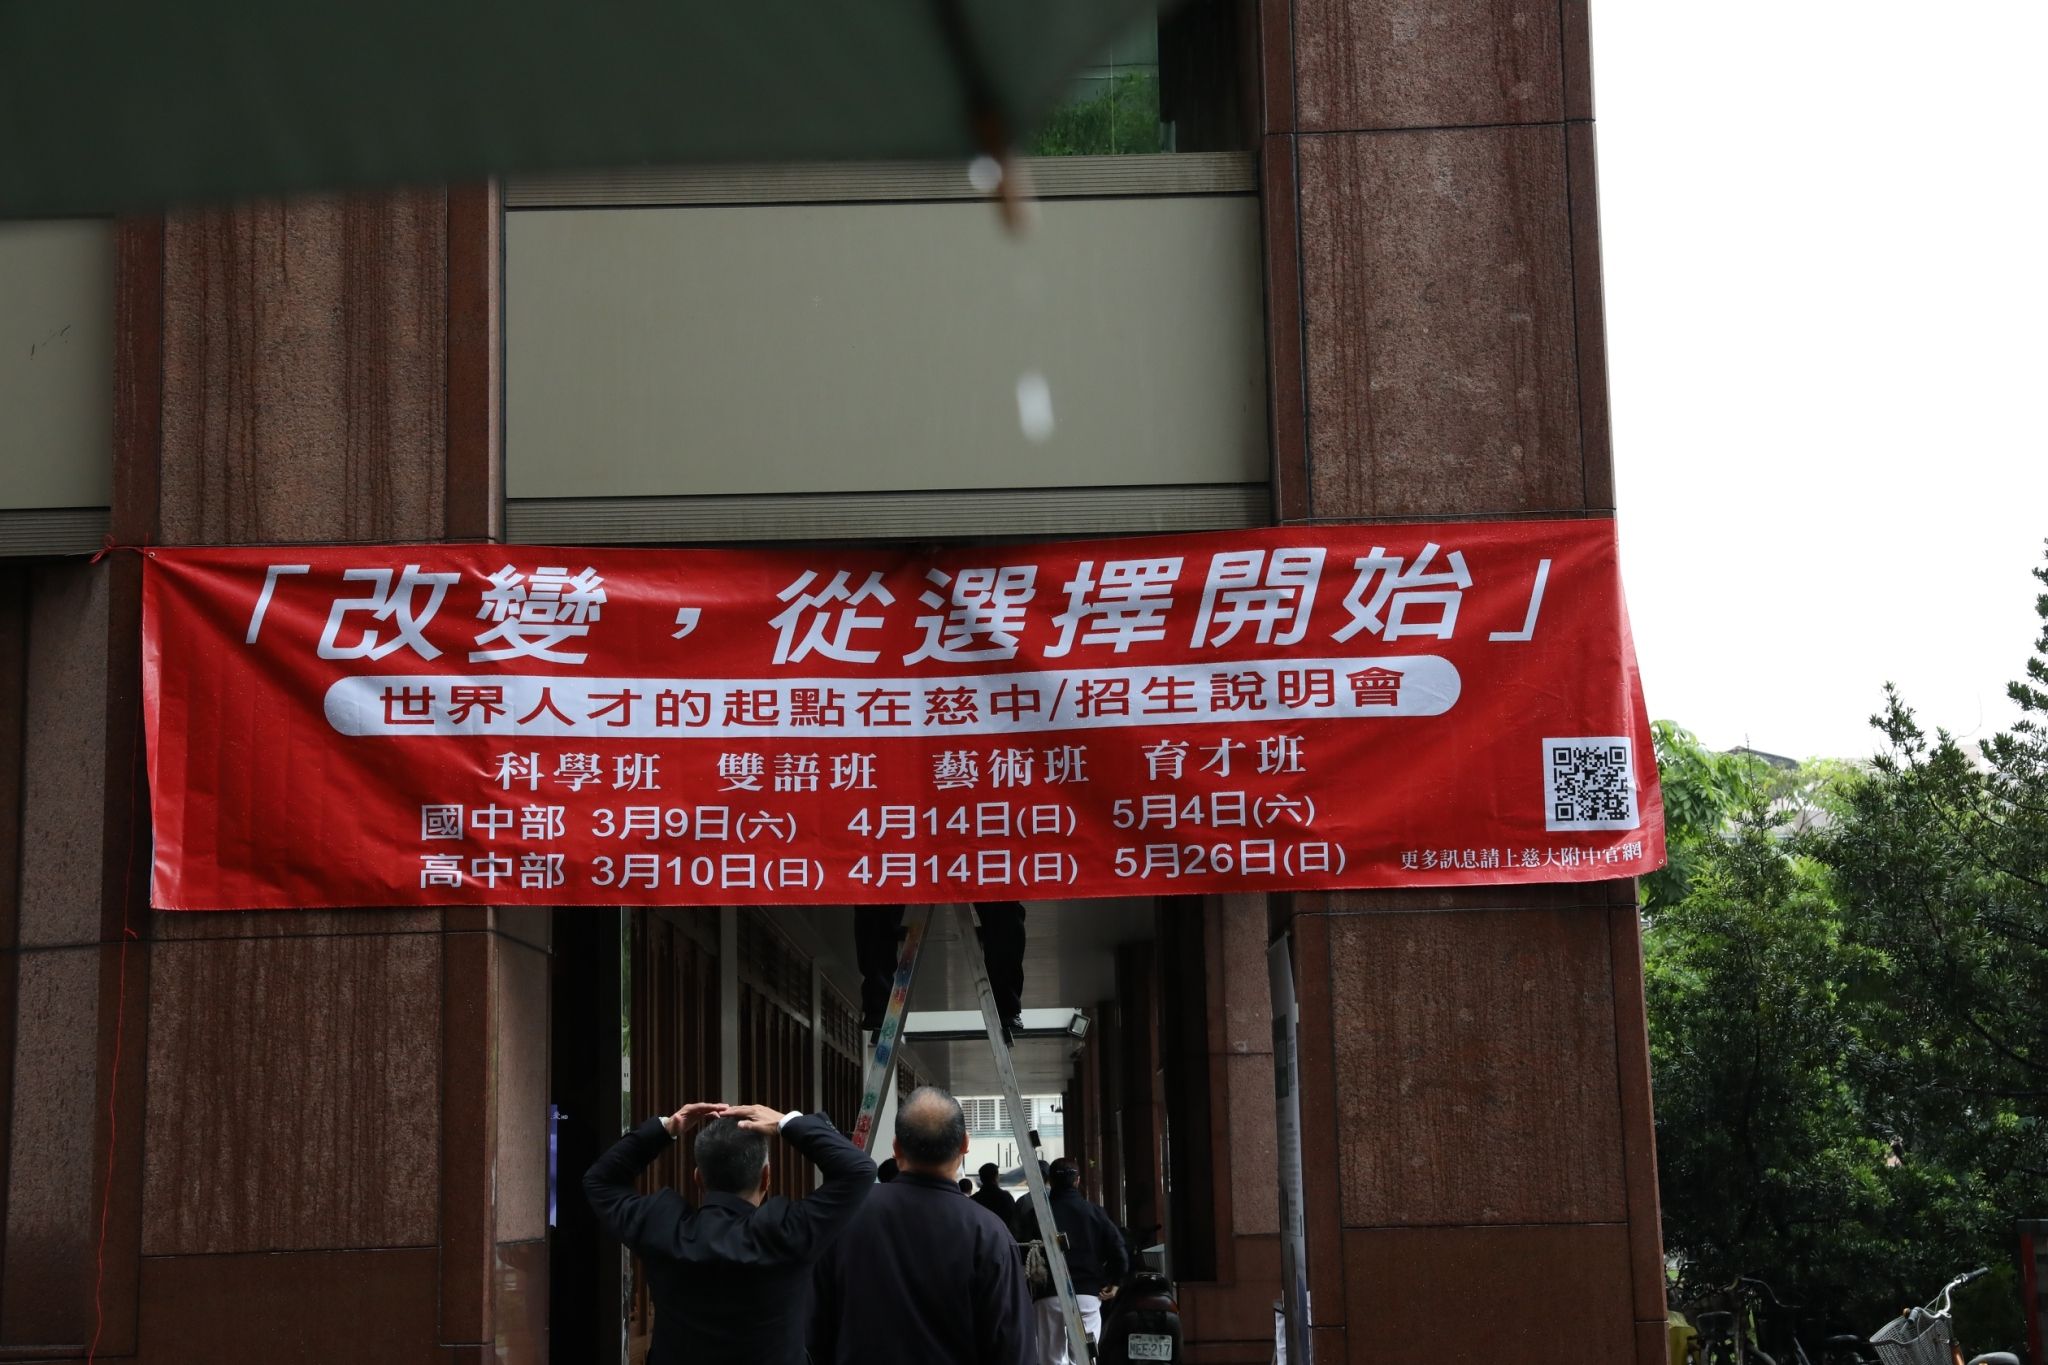 「改變，從選擇開始」
世界人才的起點在慈中/招生說明會
科學班 雙語班 藝術班 育才班
國中部 3月9日(六) 4月14日(日) 5月4日(六)
高中部 3月10日(日) 4月14日(日) 5月26日(日)
更多訊息請上慈大附中官網